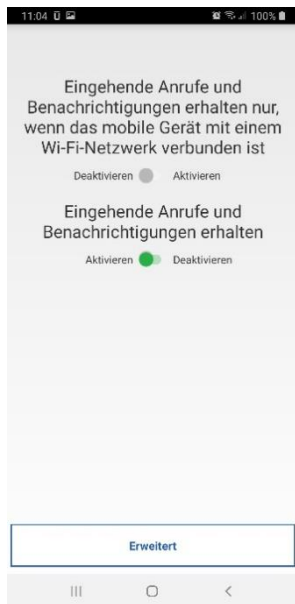 11:04 100%
Eingehende Anrufe und
Benachrichtigungen erhalten nur,
wenn das mobile Gerät mit einem
Wi-Fi-Netzwerk verbunden ist
Deaktivieren Aktivieren
Eingehende Anrufe und
Benachrichtigungen erhalten
Aktivieren Deaktivieren
Erweitert